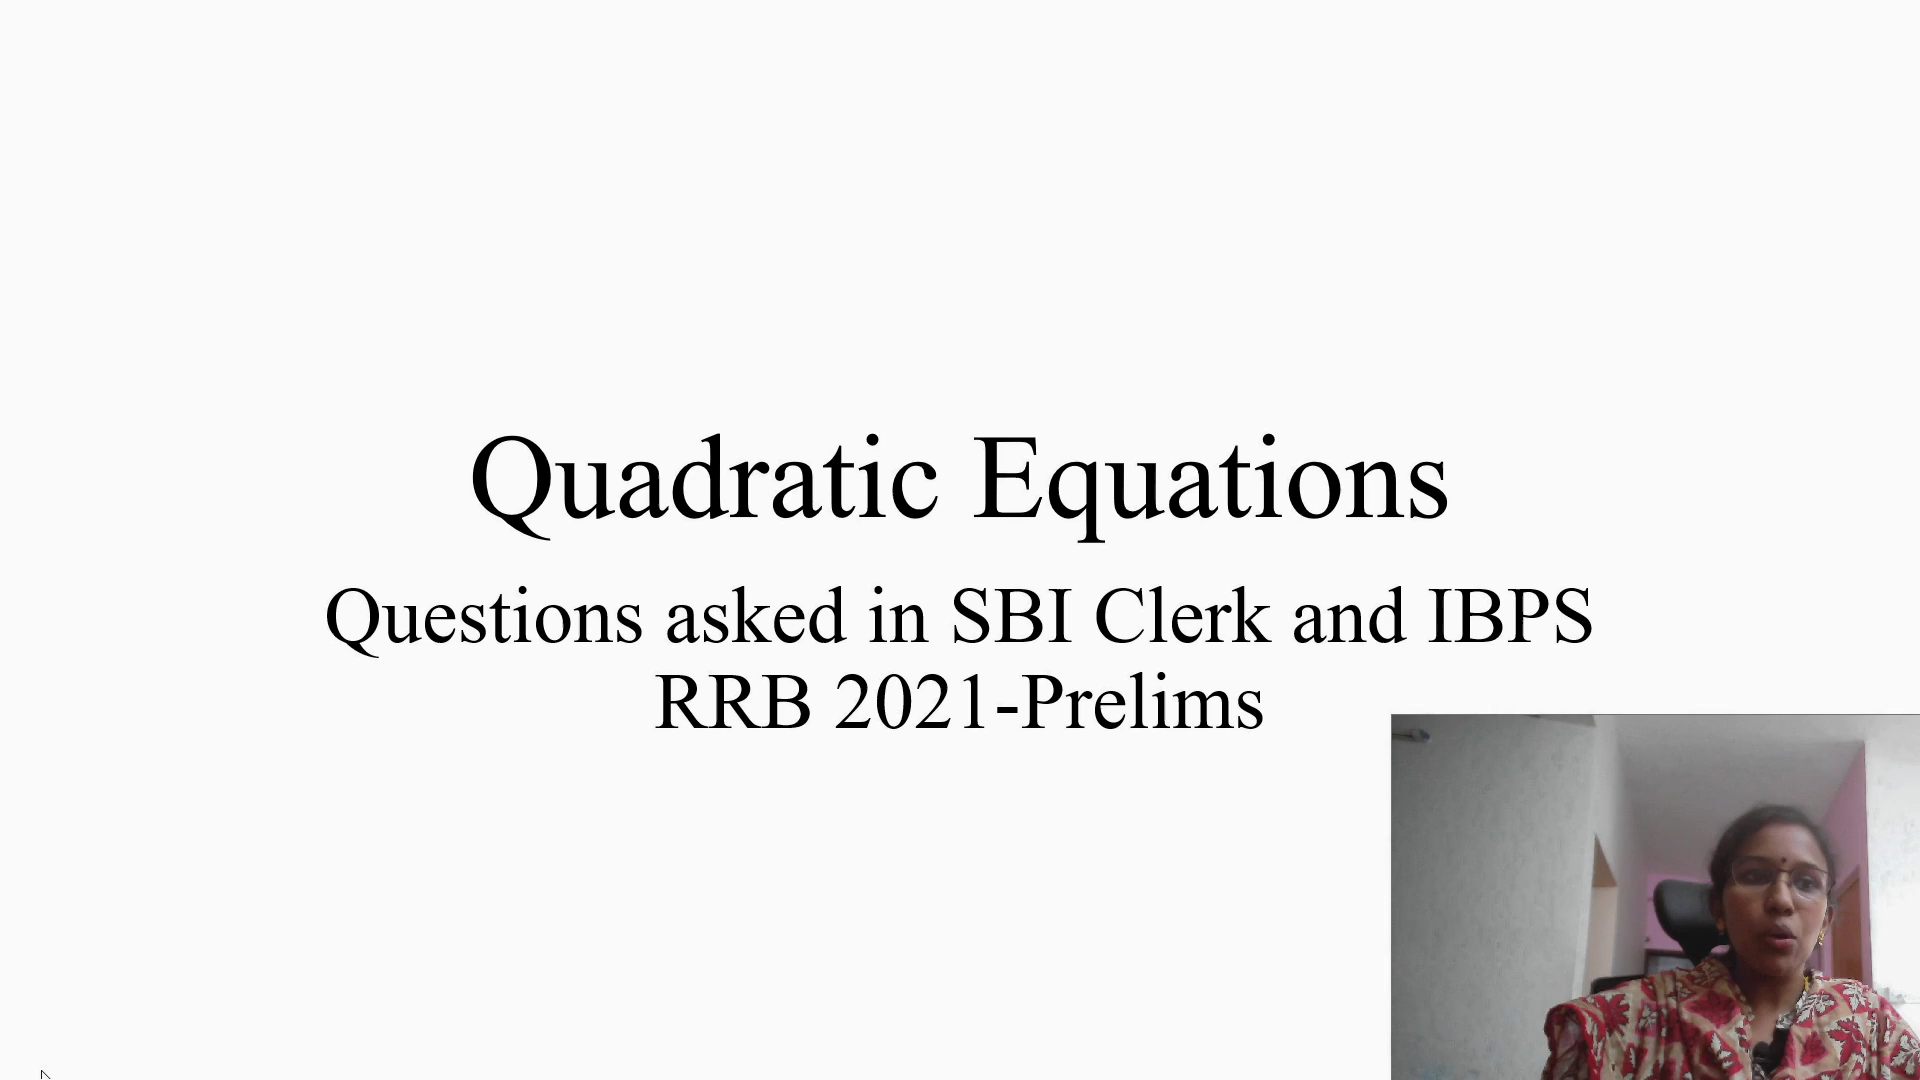 Quadratic Equations
Questions asked in SBI Clerk and IBPS
RRB 2021-Prelims